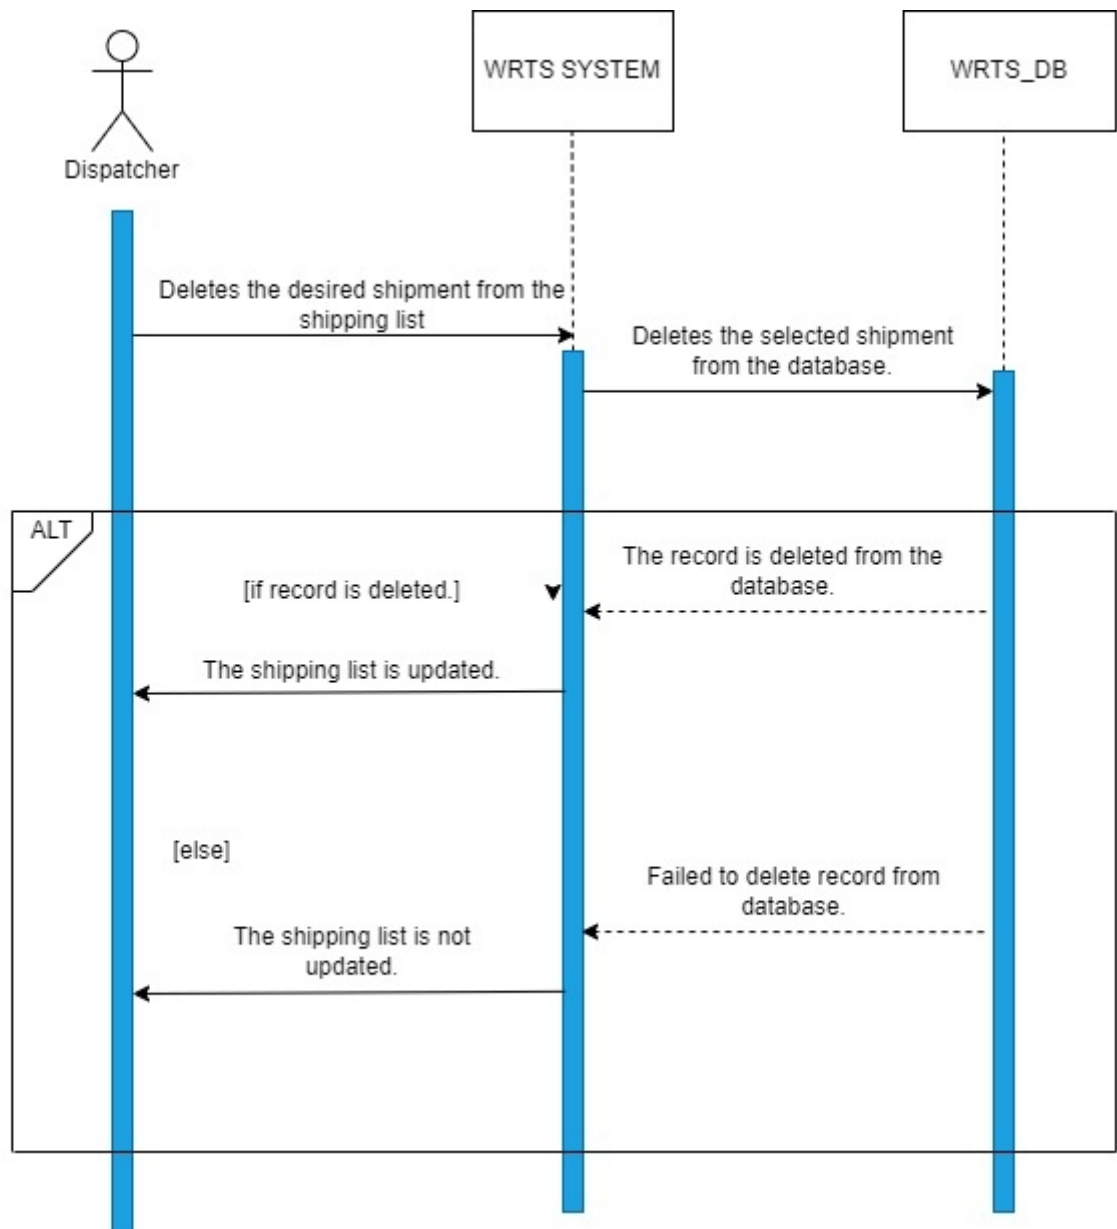 WRTS SYSTEM
WRTS_DB
Dispatcher
Deletes the desired shipment from the
shipping list
Deletes the selected shipment
from the database.
ALT
The record is deleted from the
database.
[if record is deleted.]
The shipping list is updated.
[else]
Failed to delete record from
database.
The shipping list is not
updated.